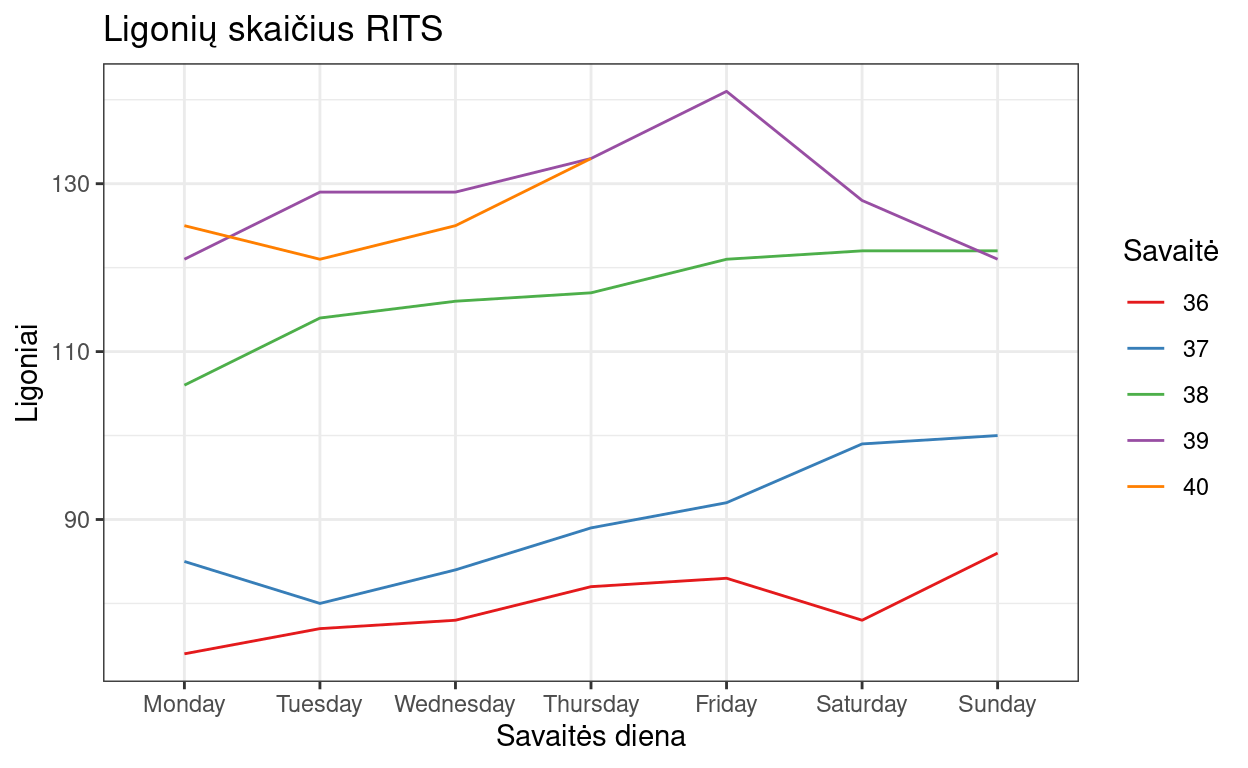 Ligonių skaičius RITS
130
110
90
Ligoniai
Monday Tuesday Wednesday Thursday Friday Saturday Sunday
Savaitės diena
Savaitė
36
37
38
39
40